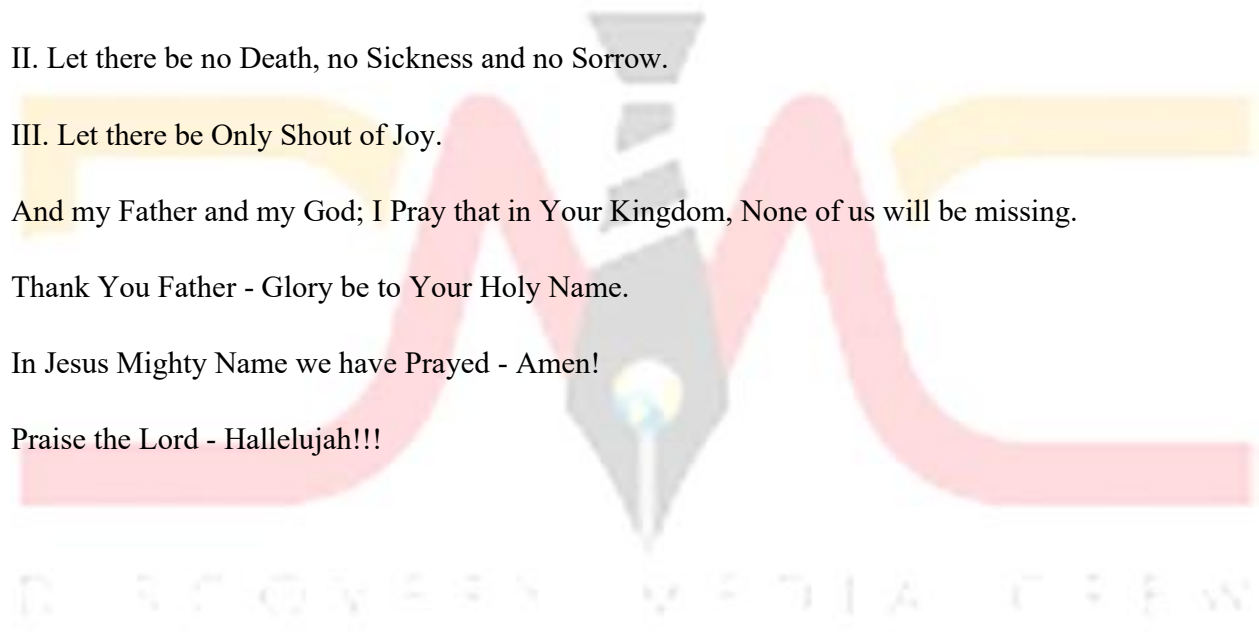 II. Let there be no Death, no Sickness and no Sorrow.
III. Let there be Only Shout of Joy.
And my Father and my God; I Pray that in Your Kingdom, None of us will be missing.
Thank You Father - Glory be to Your Holy Name.
In Jesus Mighty Name we have Prayed - Amen!
Praise the Lord - Hallelujah!!!
DISCOVERY MEDIA CREW